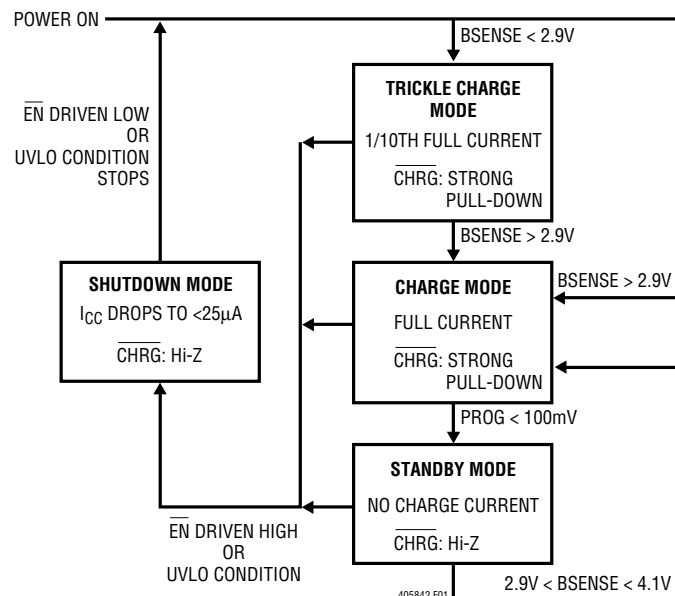 POWER ON
BSENSE < 2.9V
TRICKLE CHARGE
MODE
1/10TH FULL CURRENT
CHRG: STRONG
PULL-DOWN
EN DRIVEN LOW
OR
UVLO CONDITION
STOPS
BSENSE > 2.9V
SHUTDOWN MODE
ICC DROPS TO <25µA
CHRG: Hi-Z
CHARGE MODE
FULL CURRENT
CHRG: STRONG
PULL-DOWN
BSENSE > 2.9V
PROG < 100mV
STANDBY MODE
NO CHARGE CURRENT
CHRG: Hi-Z
EN DRIVEN HIGH
OR
UVLO CONDITION
405842 F01
2.9V < BSENSE < 4.1V